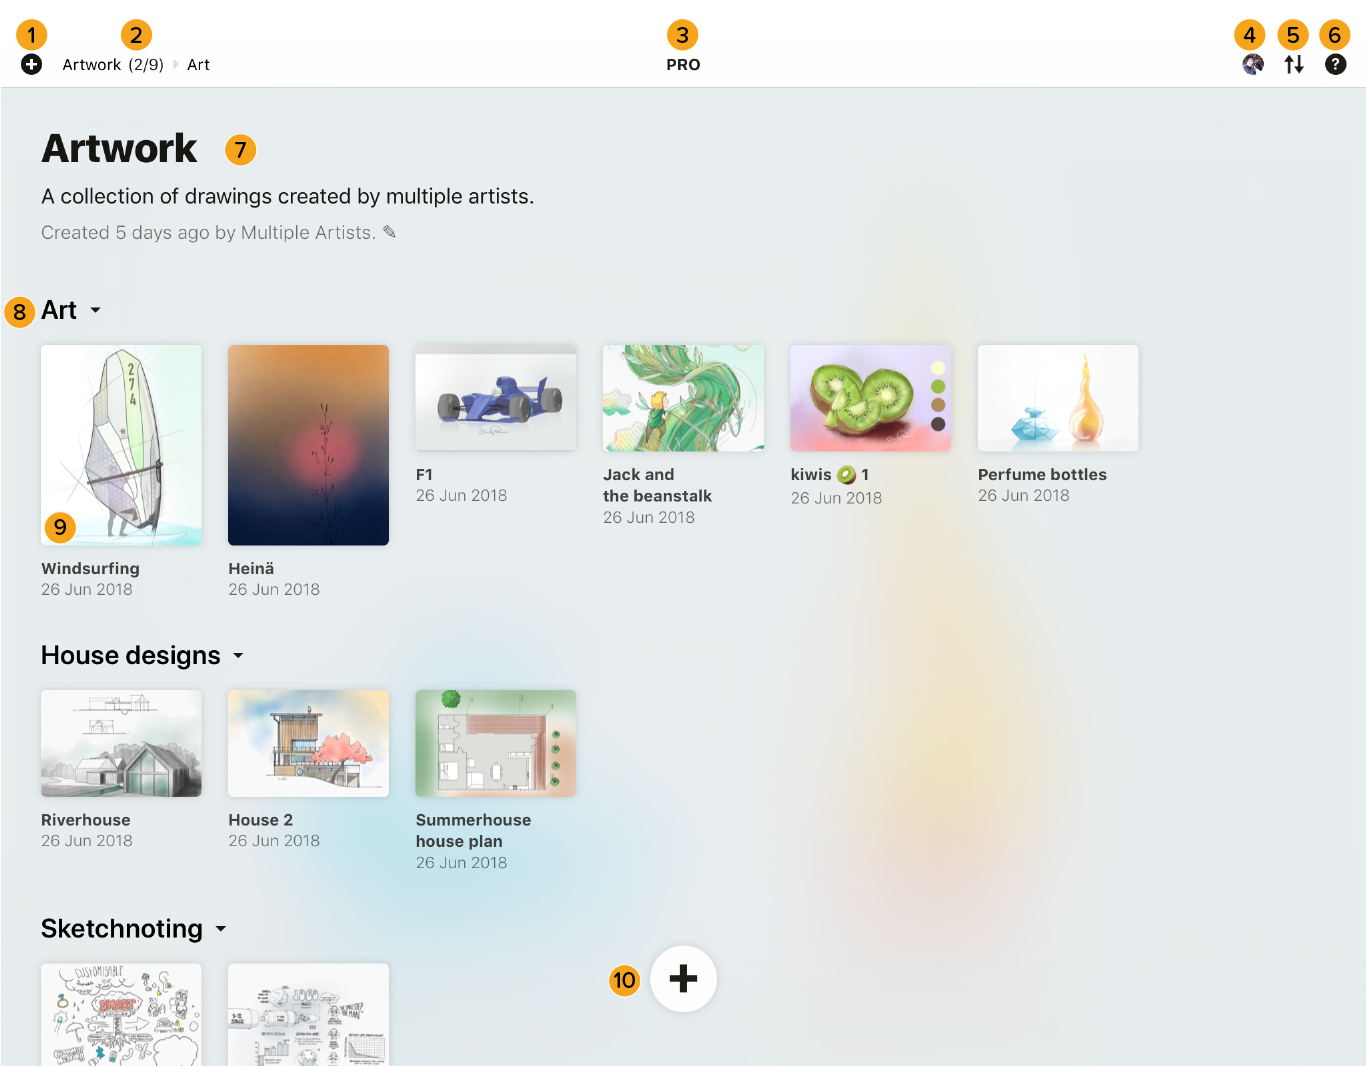 1 2 3 4 5 6
Artwork (2/9) Art PRO ?
Artwork 7
A collection of drawings created by multiple artists.
Created 5 days ago by Multiple Artists.
8 Art
274
9
Windsurfing
26 Jun 2018
Heinä
26 Jun 2018
F1
26 Jun 2018
Jack and
the beanstalk
26 Jun 2018
kiwis 🥝 1
26 Jun 2018
Perfume bottles
26 Jun 2018
House designs
Riverhouse
26 Jun 2018
House 2
26 Jun 2018
Summerhouse
house plan
26 Jun 2018
Sketchnoting
CUSTOMISABLE
10